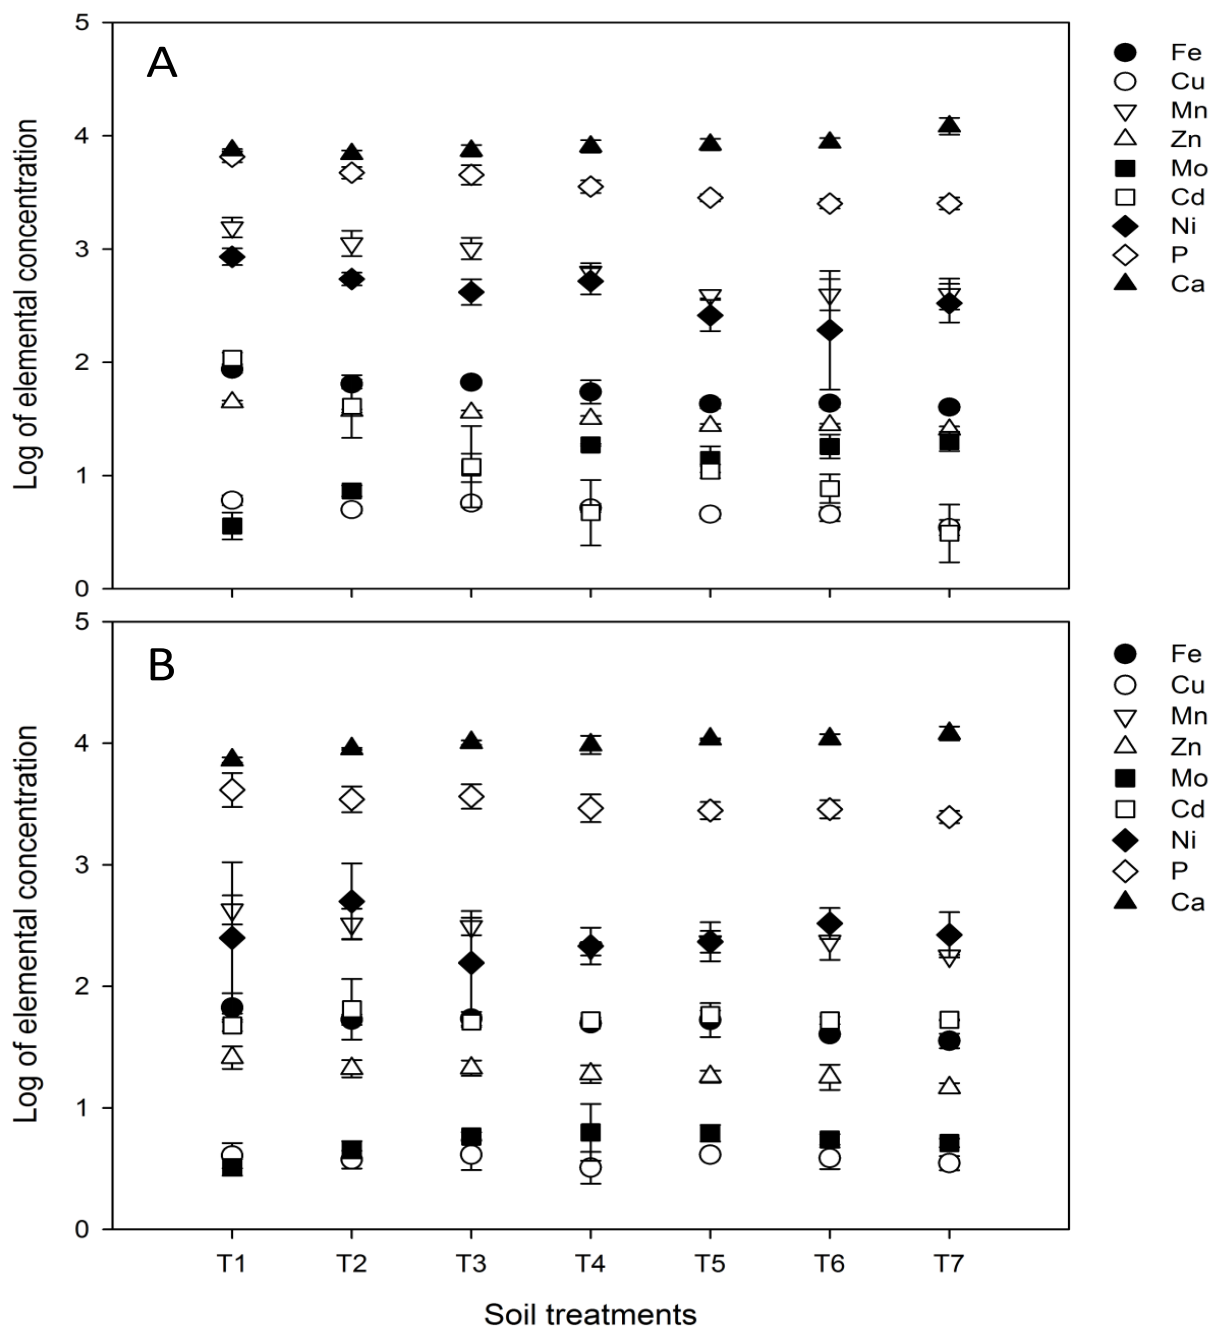 A
Log of elemental concentration
5
4
3
2
1
0
Fe
Cu
Mn
Zn
Mo
Cd
Ni
P
Ca
B
Log of elemental concentration
5
4
3
2
1
0
Fe
Cu
Mn
Zn
Mo
Cd
Ni
P
Ca
T1 T2 T3 T4 T5 T6 T7
Soil treatments